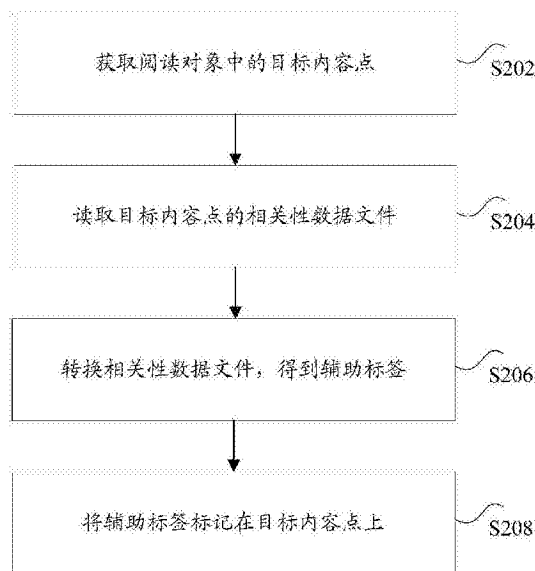 获取阅读对象中的目标内容点
S202
读取目标内容点的相关性数据文件
S204
转换相关性数据文件，得到辅助标签
S206
将辅助标签标记在目标内容点上
S208